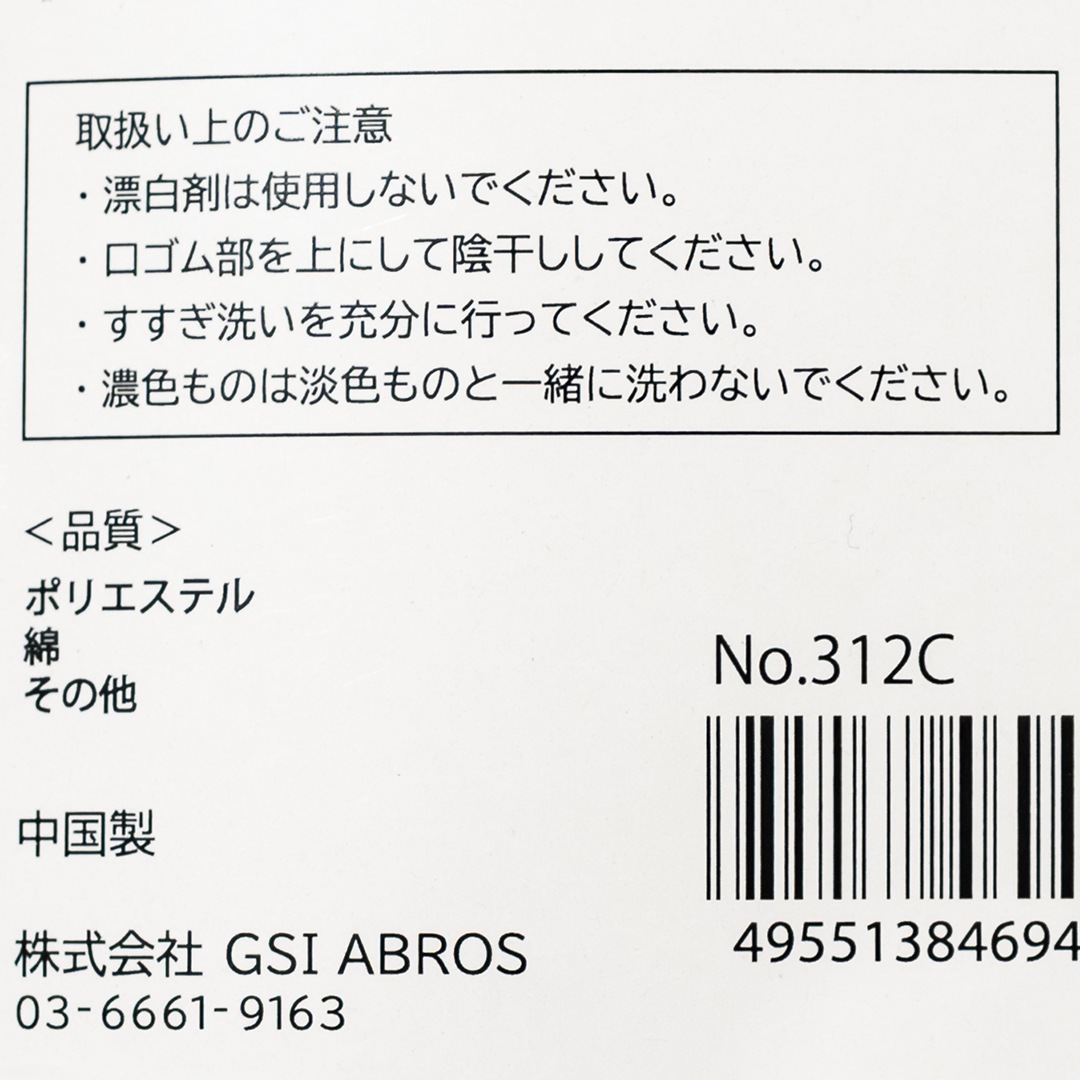 取扱い上のご注意
・漂白剤は使用しないでください。
・口ゴム部を上にして陰干ししてください。
・すすぎ洗いを充分に行ってください。
・濃色ものは淡色ものと一緒に洗わないでください。
＜品質＞
ポリエステル
綿
その他
No.312C
中国製
49551384694
株式会社 GSI ABROS
03-6661-9163